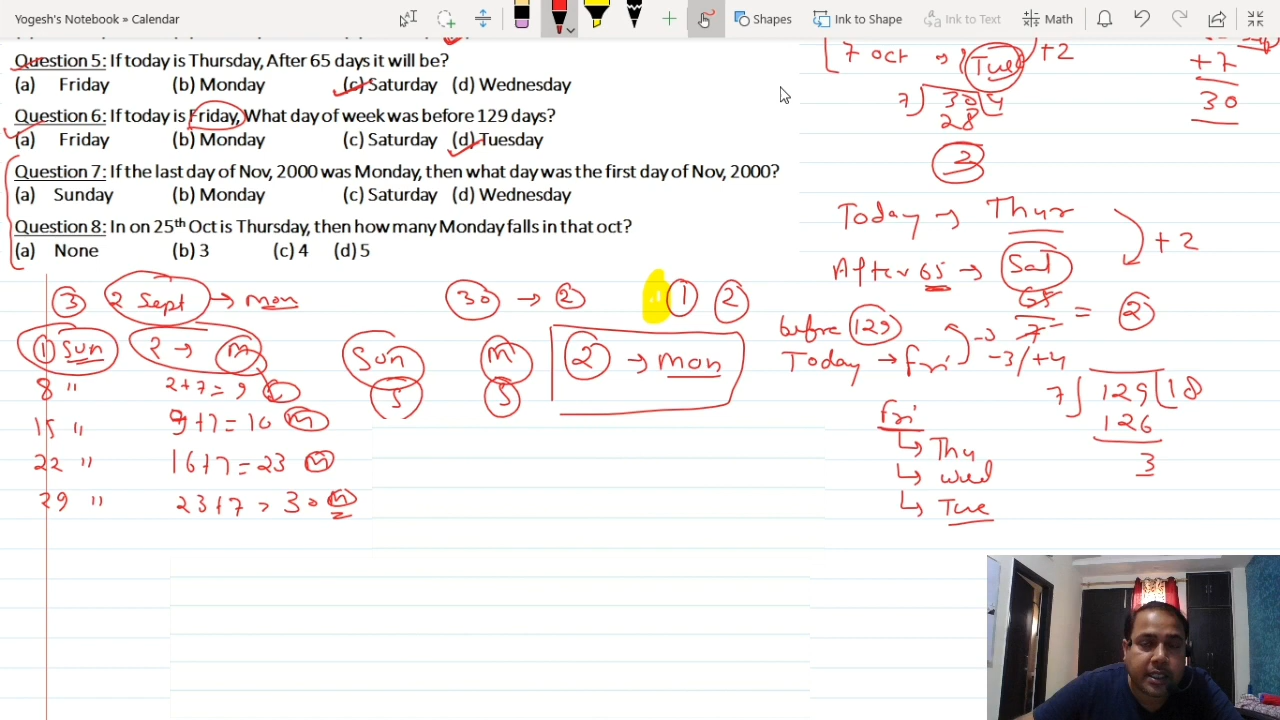 Yogesh's Notebook » Calendar
Shapes Ink to Shape Ink to Text Math
Question 5: If today is Thursday, After 65 days it will be?
(a) Friday (b) Monday (c) Saturday (d) Wednesday
Question 6: If today is Friday, What day of week was before 129 days?
(a) Friday (b) Monday (c) Saturday (d) Tuesday
Question 7: If the last day of Nov, 2000 was Monday, then what day was the first day of Nov, 2000?
(a) Sunday (b) Monday (c) Saturday (d) Wednesday
Question 8: In on 25th Oct is Thursday, then how many Monday falls in that oct?
(a) None (b) 3 (c) 4 (d) 5
3 2 Sept → mon 30 → 2 1 2
1 Sun 2 → M Sun M 2 → mon
8 " 2+7=9 5 5
15 " 9+7=10 m
22 " 16+7=23 m
29 " 23+7=30 m
7 oct → Tue +2
+7
30
7 30 4
28
2
Today → Thur
+2
After 65 → Sat
65
7 = 2
before 129
Today → fri -3/+4
7 129 18
126
3
fri
↳ Thu
↳ wed
↳ Tue